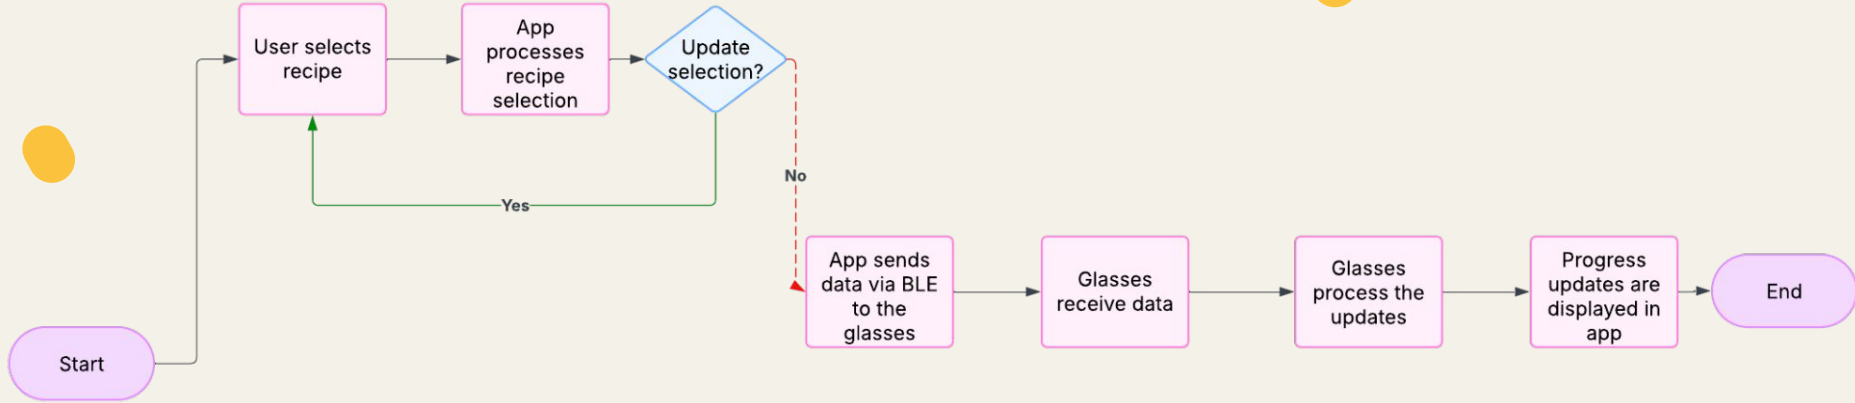 User selects
recipe
App
processes
recipe
selection
Update
selection?
Yes
No
App sends
data via BLE
to the
glasses
Glasses
receive data
Glasses
process the
updates
Progress
updates are
displayed in
app
End
Start